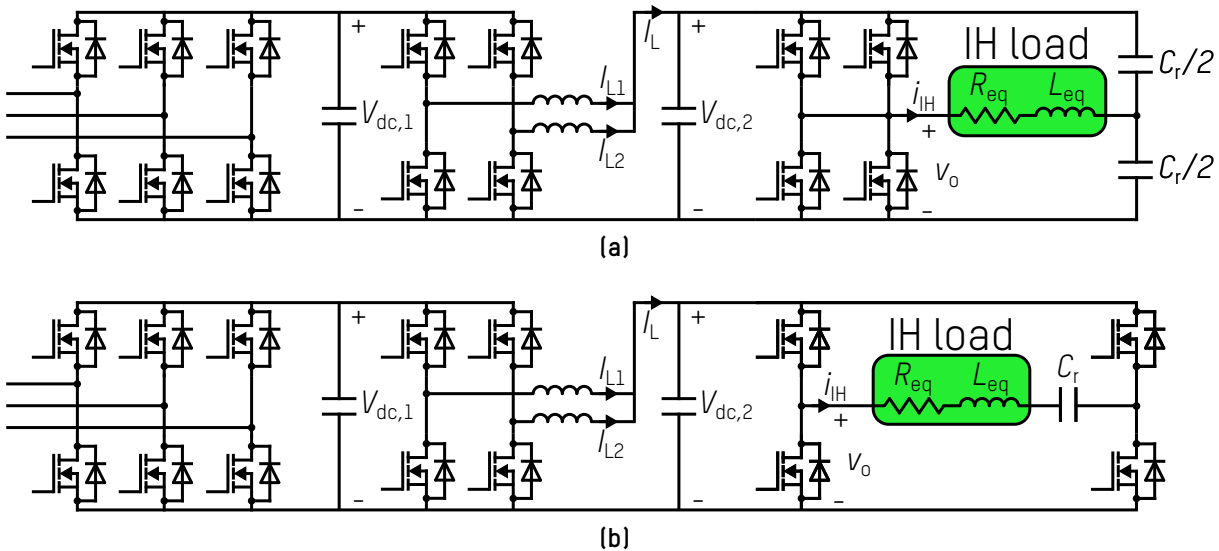 +
V_dc,1
-
I_L1
I_L2
I_L
+
V_dc,2
-
IH load
R_eq L_eq
i_IH
+
v_o
-
C_r/2
C_r/2
(a)
+
V_dc,1
-
I_L1
I_L2
I_L
+
V_dc,2
-
IH load
R_eq L_eq
C_r
i_IH
+
v_o
-
(b)